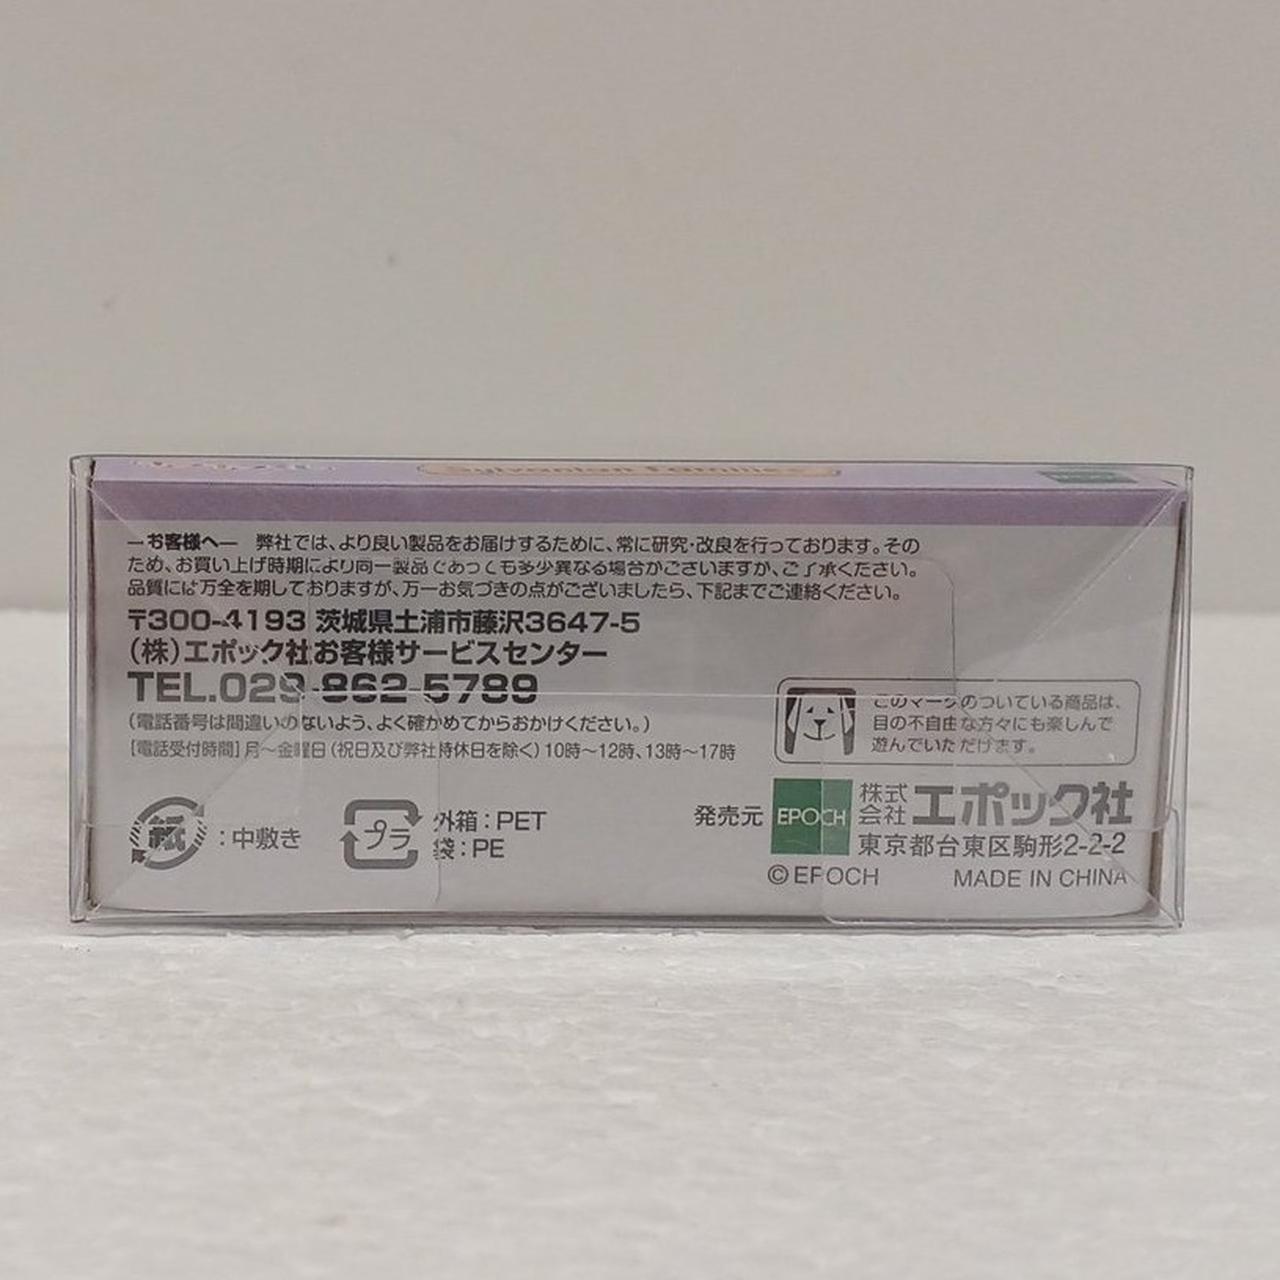 Sylvanian Families
―お客様へ― 弊社では、より良い製品をお届けするために、常に研究・改良を行っております。その
ため、お買い上げ時期により同一製品であっても多少異なる場合がございますが、ご了承ください。
品質には万全を期しておりますが、万一お気づきの点がございましたら、下記までご連絡ください。
〒300-4193 茨城県土浦市藤沢3647-5
(株)エポック社お客様サービスセンター
TEL.029-862-5789
(電話番号は間違いのないよう、よく確かめてからおかけください。)
[電話受付時間]月～金曜日(祝日及び弊社特休日を除く)10時～12時、13時～17時
このマークのついている商品は、
目の不自由な方々にも楽しんで
遊んでいただけます。
紙:中敷き
プラ 外箱:PET
袋:PE
発売元 EPOCH 株式会社 エポック社
東京都台東区駒形2-2-2
©EPOCH MADE IN CHINA